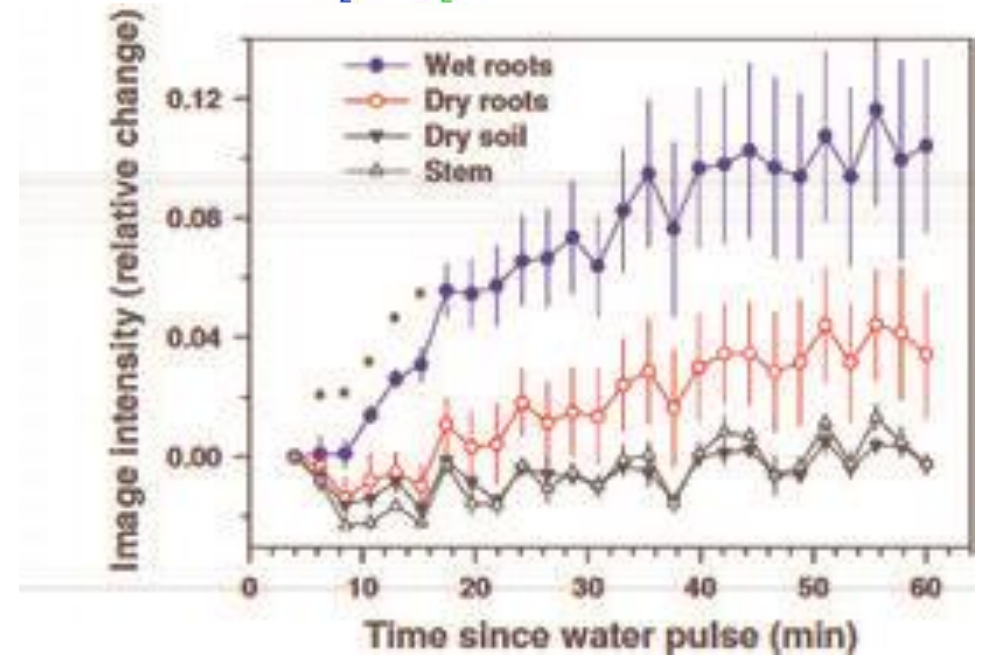 Image intensity (relative change)
0.12
0.08
0.04
0.00
Wet roots
Dry roots
Dry soil
Stem
0 10 20 30 40 50 60
Time since water pulse (min)